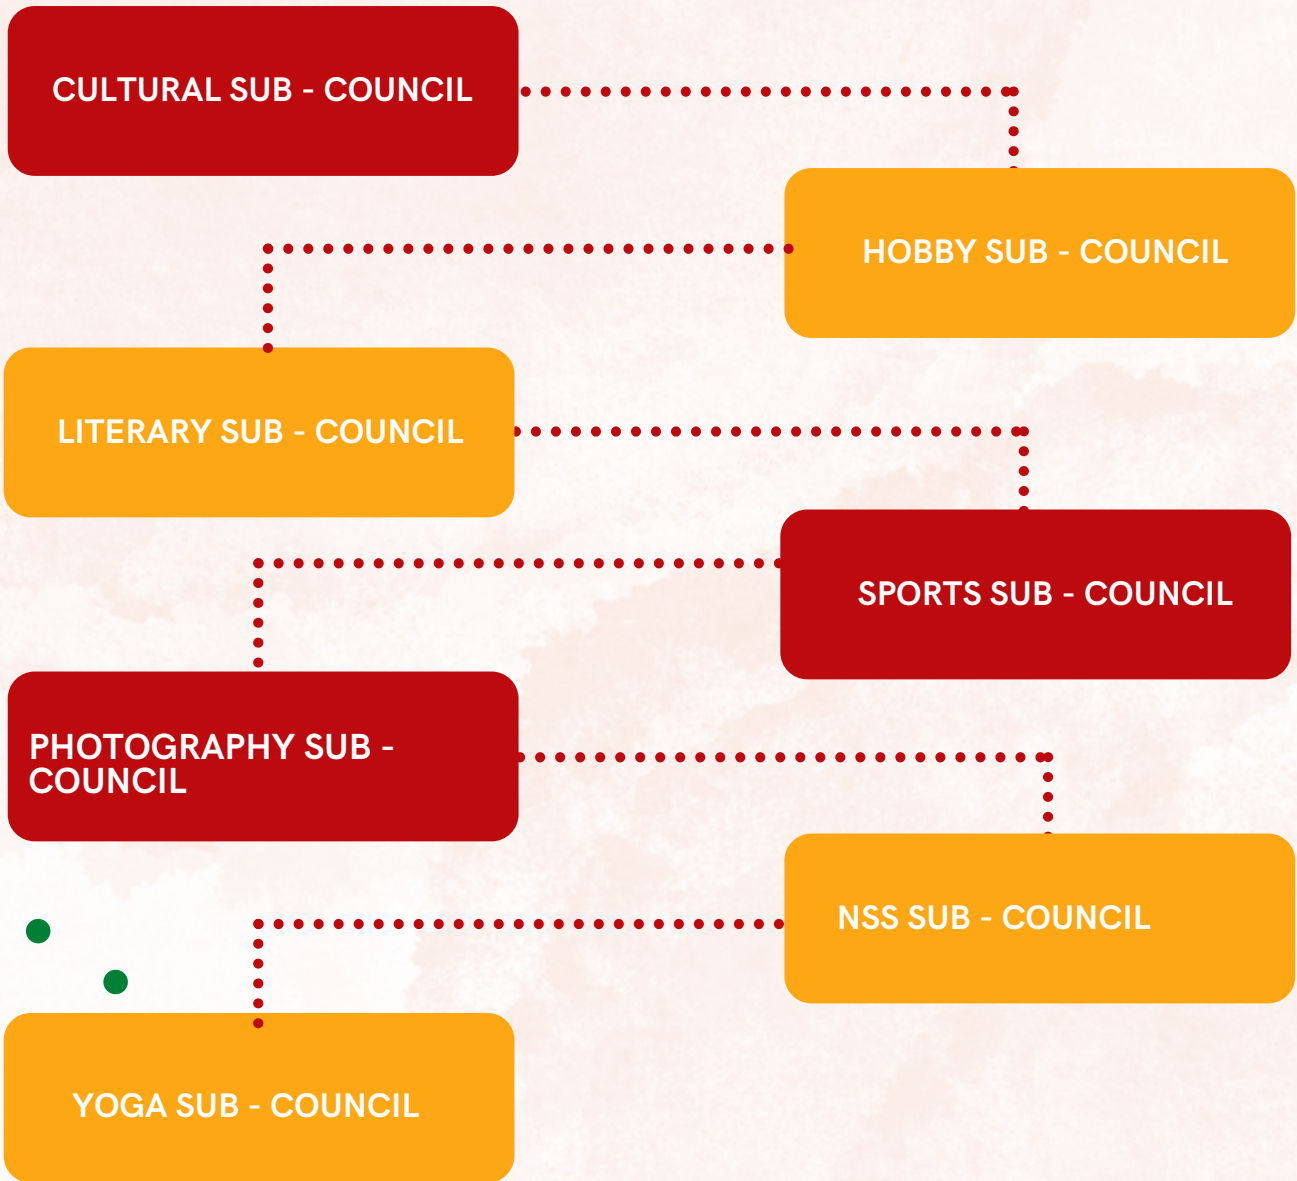 CULTURAL SUB - COUNCIL
HOBBY SUB - COUNCIL
LITERARY SUB - COUNCIL
SPORTS SUB - COUNCIL
PHOTOGRAPHY SUB -
COUNCIL
NSS SUB - COUNCIL
YOGA SUB - COUNCIL